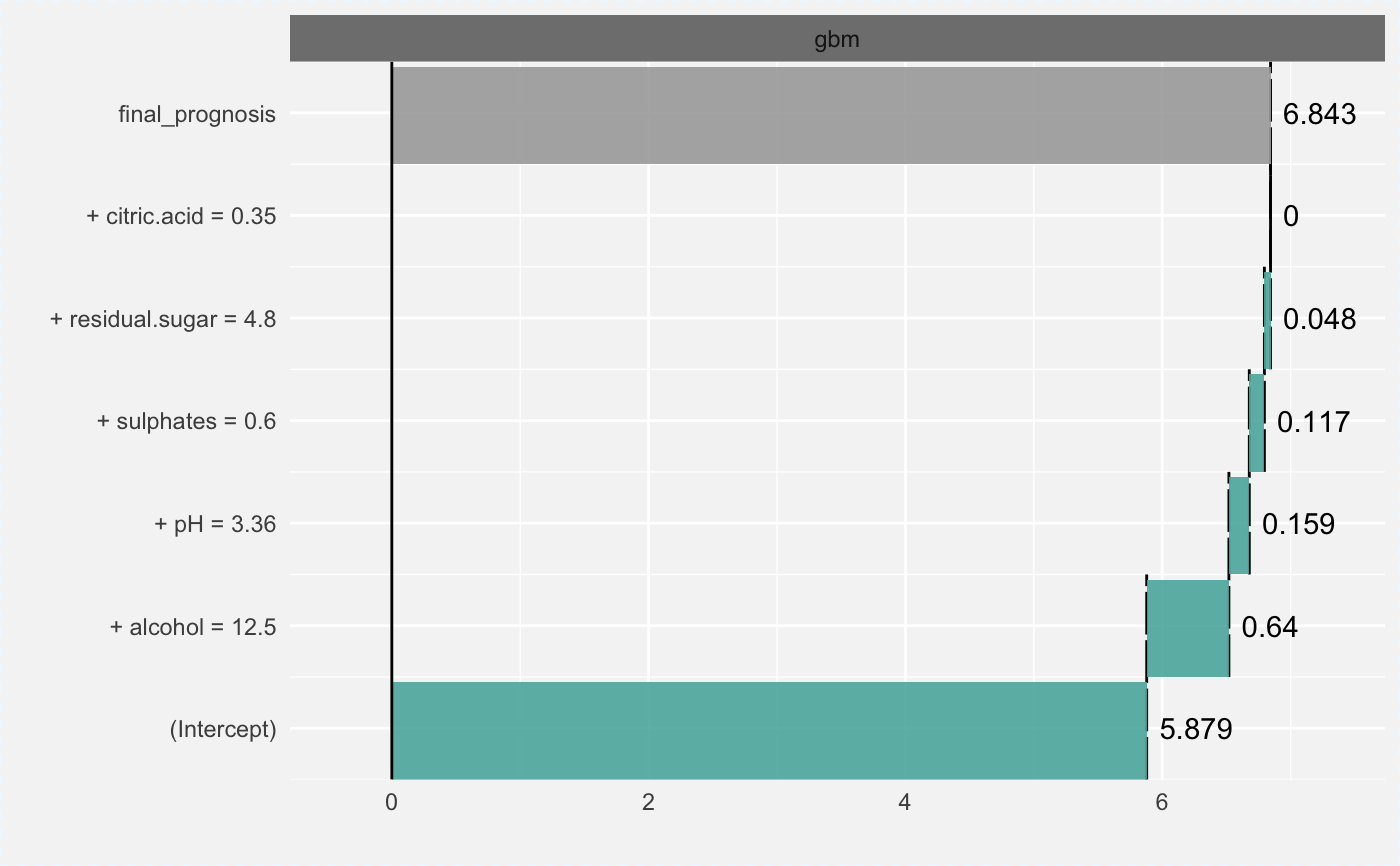 gbm
final_prognosis 6.843
+ citric.acid = 0.35 0
+ residual.sugar = 4.8 0.048
+ sulphates = 0.6 0.117
+ pH = 3.36 0.159
+ alcohol = 12.5 0.64
(Intercept) 5.879
0 2 4 6